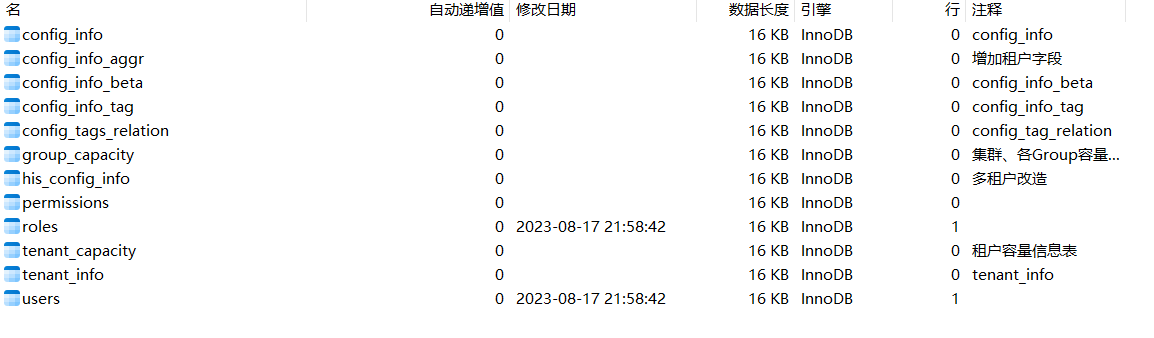 名 自动递增值 修改日期 数据长度 引擎 行 注释
config_info 0 16 KB InnoDB 0 config_info
config_info_aggr 0 16 KB InnoDB 0 增加租户字段
config_info_beta 0 16 KB InnoDB 0 config_info_beta
config_info_tag 0 16 KB InnoDB 0 config_info_tag
config_tags_relation 0 16 KB InnoDB 0 config_tag_relation
group_capacity 0 16 KB InnoDB 0 集群、各Group容量...
his_config_info 0 16 KB InnoDB 0 多租户改造
permissions 0 16 KB InnoDB 0
roles 0 2023-08-17 21:58:42 16 KB InnoDB 1
tenant_capacity 0 16 KB InnoDB 0 租户容量信息表
tenant_info 0 16 KB InnoDB 0 tenant_info
users 0 2023-08-17 21:58:42 16 KB InnoDB 1